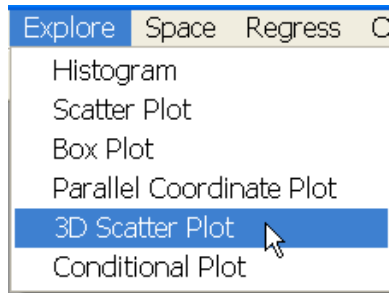 Explore Space Regress
Histogram
Scatter Plot
Box Plot
Parallel Coordinate Plot
3D Scatter Plot
Conditional Plot